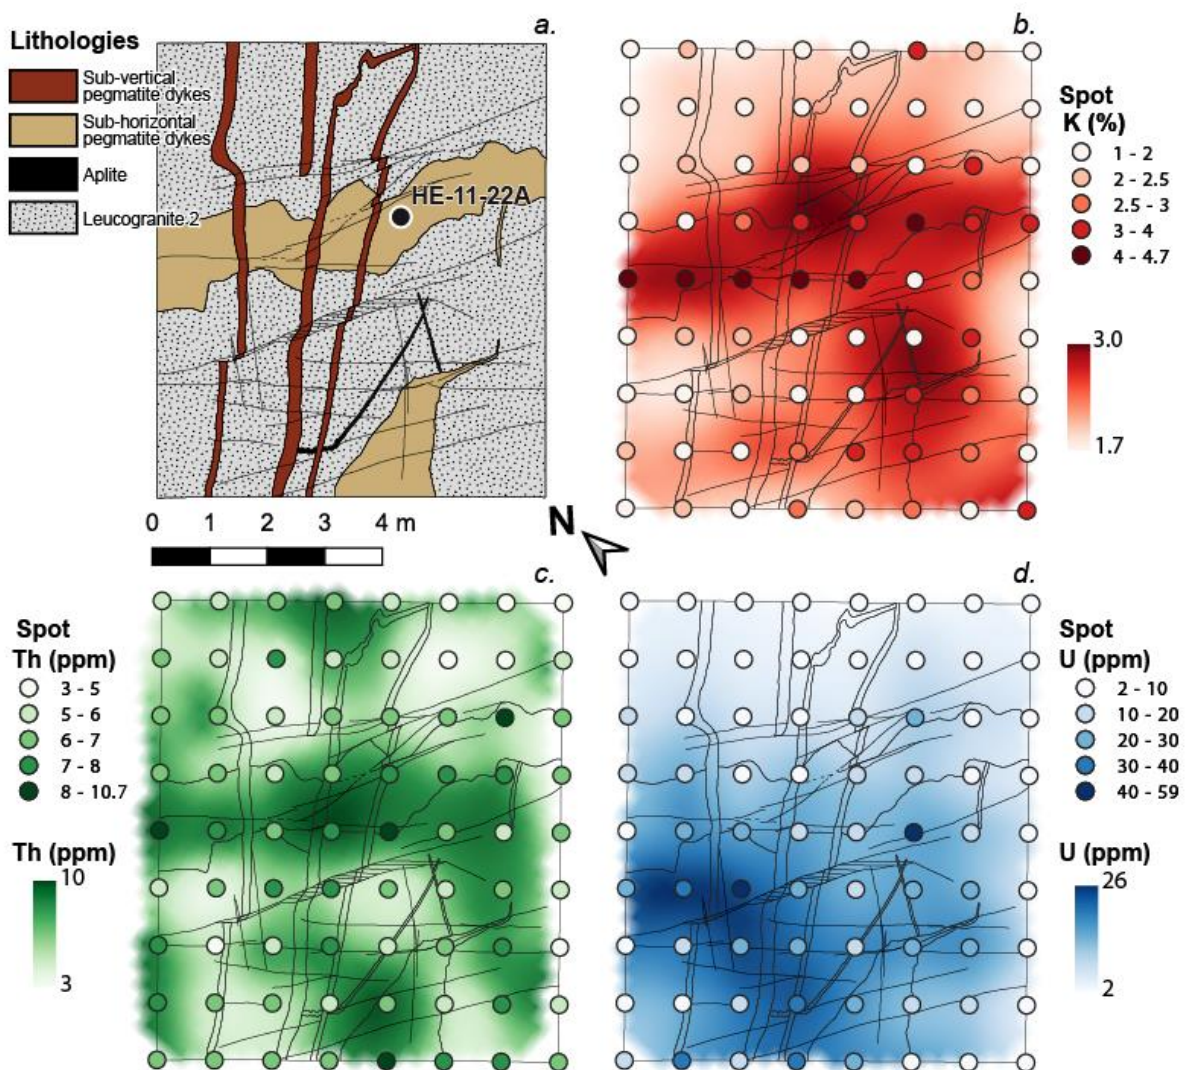 a.
Lithologies
Sub-vertical
pegmatite dykes
Sub-horizontal
pegmatite dykes
Aplite
Leucogranite 2
HE-11-22A
0 1 2 3 4 m
N
b.
Spot
K (%)
1 - 2
2 - 2.5
2.5 - 3
3 - 4
4 - 4.7
3.0
1.7
c.
Spot
Th (ppm)
3 - 5
5 - 6
6 - 7
7 - 8
8 - 10.7
Th (ppm)
10
3
d.
Spot
U (ppm)
2 - 10
10 - 20
20 - 30
30 - 40
40 - 59
U (ppm)
26
2